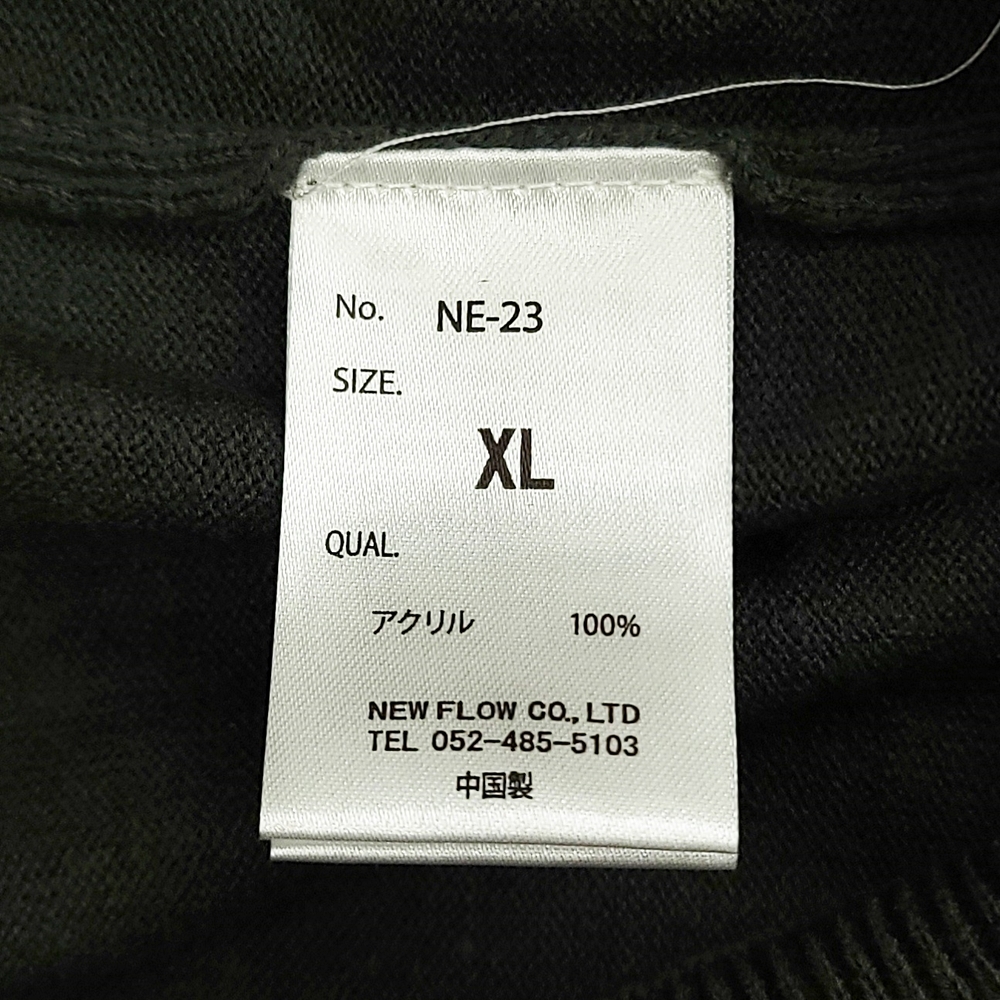 No. NE-23
SIZE.
XL
QUAL.
アクリル 100%
NEW FLOW CO., LTD
TEL 052-485-5103
中国製